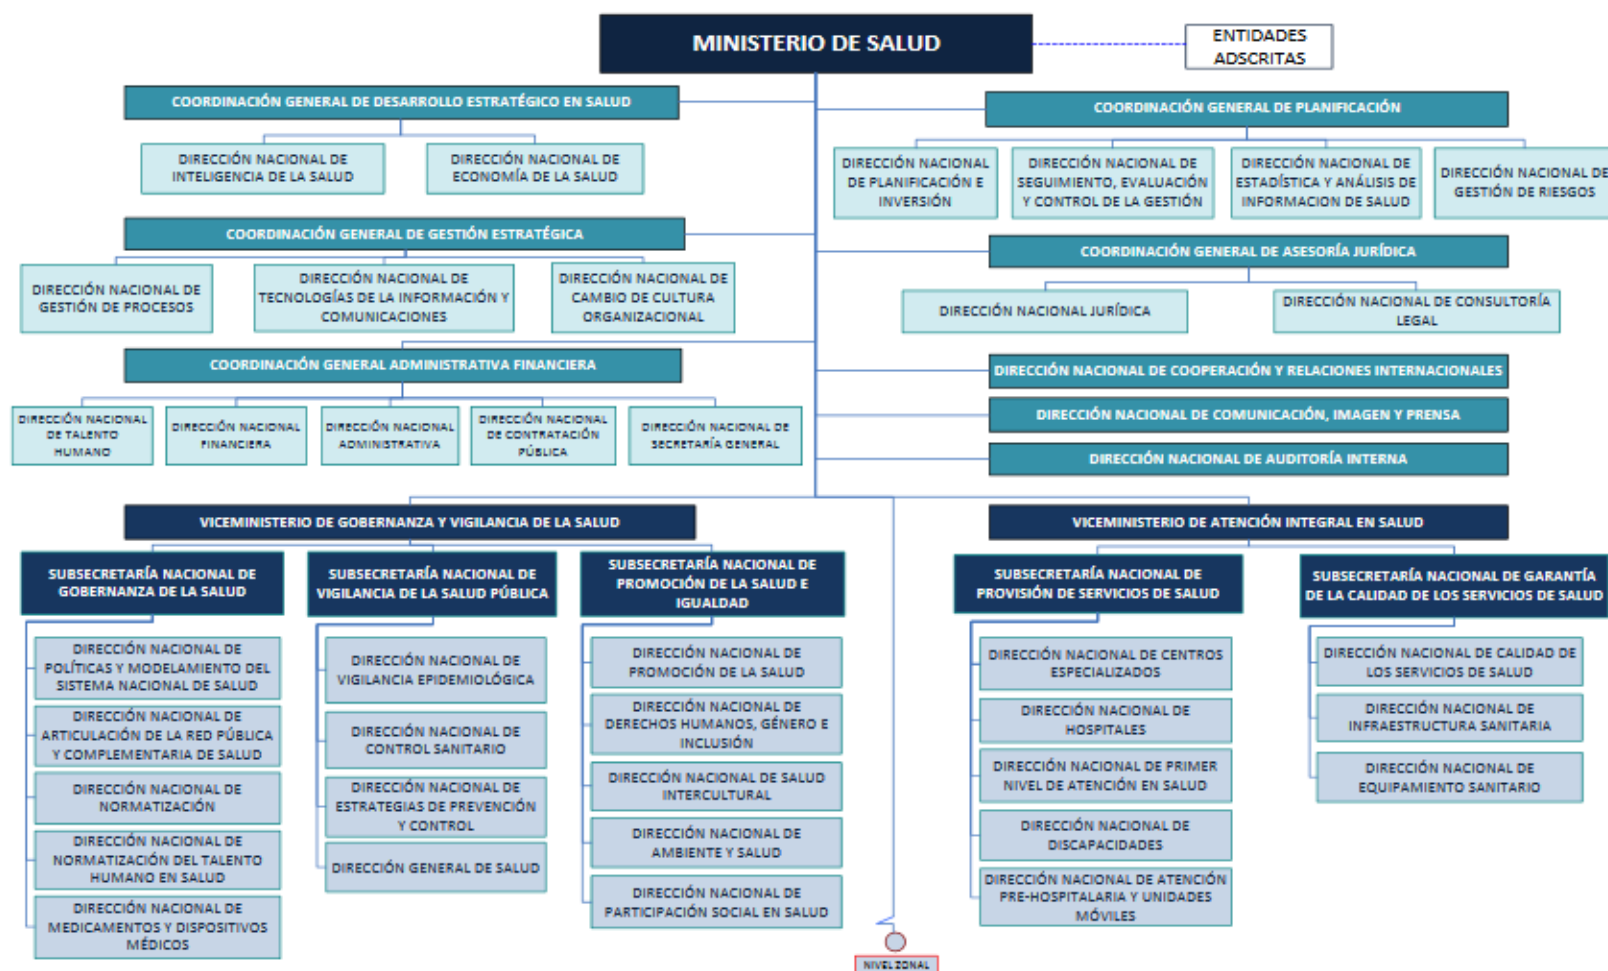 MINISTERIO DE SALUD
ENTIDADES
ADSCRITAS
COORDINACIÓN GENERAL DE DESARROLLO ESTRATÉGICO EN SALUD
DIRECCIÓN NACIONAL DE
INTELIGENCIA DE LA SALUD
DIRECCIÓN NACIONAL DE
ECONOMÍA DE LA SALUD
COORDINACIÓN GENERAL DE PLANIFICACIÓN
DIRECCIÓN NACIONAL
DE PLANIFICACIÓN E
INVERSIÓN
DIRECCIÓN NACIONAL DE
SEGUIMIENTO, EVALUACIÓN
Y CONTROL DE LA GESTIÓN
DIRECCIÓN NACIONAL DE
ESTADÍSTICA Y ANÁLISIS DE
INFORMACION DE SALUD
DIRECCIÓN NACIONAL DE
GESTIÓN DE RIESGOS
COORDINACIÓN GENERAL DE GESTIÓN ESTRATÉGICA
DIRECCIÓN NACIONAL DE
GESTIÓN DE PROCESOS
DIRECCIÓN NACIONAL DE
TECNOLOGÍAS DE LA INFORMACIÓN Y
COMUNICACIONES
DIRECCIÓN NACIONAL DE
CAMBIO DE CULTURA
ORGANIZACIONAL
COORDINACIÓN GENERAL DE ASESORÍA JURÍDICA
DIRECCIÓN NACIONAL JURÍDICA
DIRECCIÓN NACIONAL DE CONSULTORÍA
LEGAL
COORDINACIÓN GENERAL ADMINISTRATIVA FINANCIERA
DIRECCIÓN NACIONAL
DE TALENTO
HUMANO
DIRECCIÓN NACIONAL
FINANCIERA
DIRECCIÓN NACIONAL
ADMINISTRATIVA
DIRECCIÓN NACIONAL
DE CONTRATACIÓN
PÚBLICA
DIRECCIÓN NACIONAL DE
SECRETARÍA GENERAL
DIRECCIÓN NACIONAL DE COOPERACIÓN Y RELACIONES INTERNACIONALES
DIRECCIÓN NACIONAL DE COMUNICACIÓN, IMAGEN Y PRENSA
DIRECCIÓN NACIONAL DE AUDITORÍA INTERNA
VICEMINISTERIO DE GOBERNANZA Y VIGILANCIA DE LA SALUD
SUBSECRETARÍA NACIONAL DE
GOBERNANZA DE LA SALUD
DIRECCIÓN NACIONAL DE
POLÍTICAS Y MODELAMIENTO DEL
SISTEMA NACIONAL DE SALUD
DIRECCIÓN NACIONAL DE
ARTICULACIÓN DE LA RED PÚBLICA
Y COMPLEMENTARIA DE SALUD
DIRECCIÓN NACIONAL DE
NORMATIZACIÓN
DIRECCIÓN NACIONAL DE
NORMATIZACIÓN DEL TALENTO
HUMANO EN SALUD
DIRECCIÓN NACIONAL DE
MEDICAMENTOS Y DISPOSITIVOS
MÉDICOS
SUBSECRETARÍA NACIONAL DE
VIGILANCIA DE LA SALUD PÚBLICA
DIRECCIÓN NACIONAL DE
VIGILANCIA EPIDEMIOLÓGICA
DIRECCIÓN NACIONAL DE
CONTROL SANITARIO
DIRECCIÓN NACIONAL DE
ESTRATEGIAS DE PREVENCIÓN
Y CONTROL
DIRECCIÓN GENERAL DE SALUD
SUBSECRETARÍA NACIONAL DE
PROMOCIÓN DE LA SALUD E
IGUALDAD
DIRECCIÓN NACIONAL DE
PROMOCIÓN DE LA SALUD
DIRECCIÓN NACIONAL DE
DERECHOS HUMANOS, GÉNERO E
INCLUSIÓN
DIRECCIÓN NACIONAL DE SALUD
INTERCULTURAL
DIRECCIÓN NACIONAL DE
AMBIENTE Y SALUD
DIRECCIÓN NACIONAL DE
PARTICIPACIÓN SOCIAL EN SALUD
VICEMINISTERIO DE ATENCIÓN INTEGRAL EN SALUD
SUBSECRETARÍA NACIONAL DE
PROVISIÓN DE SERVICIOS DE SALUD
DIRECCIÓN NACIONAL DE CENTROS
ESPECIALIZADOS
DIRECCIÓN NACIONAL DE
HOSPITALES
DIRECCIÓN NACIONAL DE PRIMER
NIVEL DE ATENCIÓN EN SALUD
DIRECCIÓN NACIONAL DE
DISCAPACIDADES
DIRECCIÓN NACIONAL DE ATENCIÓN
PRE-HOSPITALARIA Y UNIDADES
MÓVILES
SUBSECRETARÍA NACIONAL DE GARANTÍA
DE LA CALIDAD DE LOS SERVICIOS DE SALUD
DIRECCIÓN NACIONAL DE CALIDAD DE
LOS SERVICIOS DE SALUD
DIRECCIÓN NACIONAL DE
INFRAESTRUCTURA SANITARIA
DIRECCIÓN NACIONAL DE
EQUIPAMIENTO SANITARIO
NIVEL ZONAL